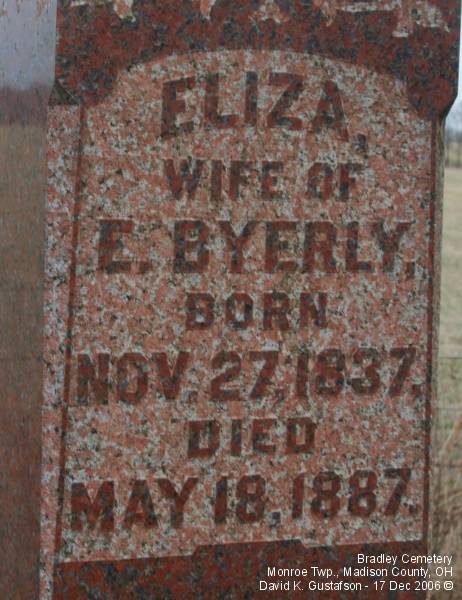 ELIZA,
WIFE OF
E. BYERLY,
BORN
NOV. 27, 1837.
DIED
MAY 18, 1887.
Bradley Cemetery
Monroe Twp., Madison County, OH
David K. Gustafson - 17 Dec 2006 ©